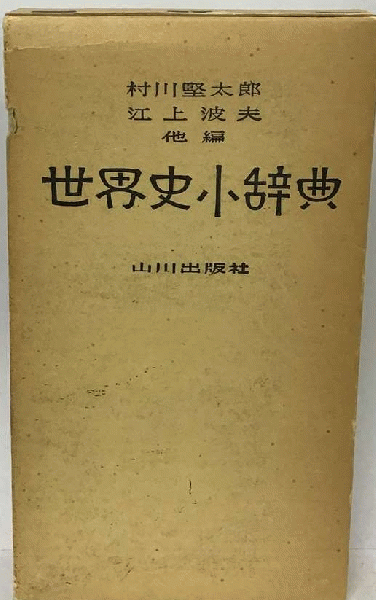 村川堅太郎
江上波夫
他編
世界史小辞典
山川出版社